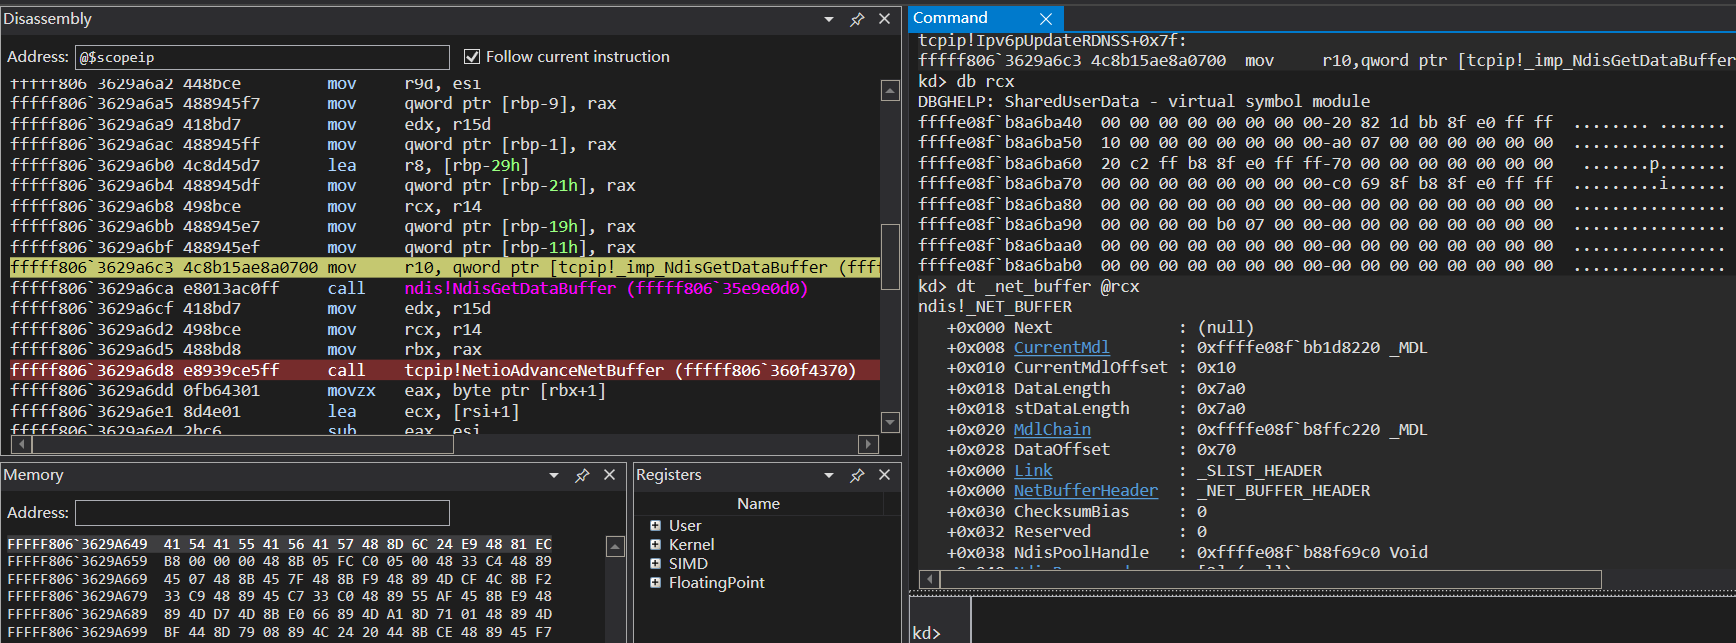 Disassembly
Address: @$scopeip Follow current instruction
fffff806`3629a6a2 448bce mov r9d, esi
fffff806`3629a6a5 488945f7 mov qword ptr [rbp-9], rax
fffff806`3629a6a9 418bd7 mov edx, r15d
fffff806`3629a6ac 488945ff mov qword ptr [rbp-1], rax
fffff806`3629a6b0 4c8d45d7 lea r8, [rbp-29h]
fffff806`3629a6b4 488945df mov qword ptr [rbp-21h], rax
fffff806`3629a6b8 498bce mov rcx, r14
fffff806`3629a6bb 488945e7 mov qword ptr [rbp-19h], rax
fffff806`3629a6bf 488945ef mov qword ptr [rbp-11h], rax
fffff806`3629a6c3 4c8b15ae8a0700 mov r10, qword ptr [tcpip!_imp_NdisGetDataBuffer (ffff
fffff806`3629a6ca e8013ac0ff call ndis!NdisGetDataBuffer (fffff806`35e9e0d0)
fffff806`3629a6cf 418bd7 mov edx, r15d
fffff806`3629a6d2 498bce mov rcx, r14
fffff806`3629a6d5 488bd8 mov rbx, rax
fffff806`3629a6d8 e8939ce5ff call tcpip!NetioAdvanceNetBuffer (fffff806`360f4370)
fffff806`3629a6dd 0fb64301 movzx eax, byte ptr [rbx+1]
fffff806`3629a6e1 8d4e01 lea ecx, [rsi+1]
fffff806`3629a6e4 2bc6 sub eax, esi
Memory
Address:
FFFFF806`3629A649 41 54 41 55 41 56 41 57 48 8D 6C 24 E9 48 81 EC
FFFFF806`3629A659 B8 00 00 00 48 8B 05 FC C0 05 00 48 33 C4 48 89
FFFFF806`3629A669 45 07 48 8B 45 7F 48 8B F9 48 89 4D CF 4C 8B F2
FFFFF806`3629A679 33 C9 48 89 45 C7 33 C0 48 89 55 AF 45 8B E9 48
FFFFF806`3629A689 89 4D D7 4D 8B E0 66 89 4D A1 8D 71 01 48 89 4D
FFFFF806`3629A699 BF 44 8D 79 08 89 4C 24 20 44 8B CE 48 89 45 F7
Registers
Name
User
Kernel
SIMD
FloatingPoint
Command
tcpip!Ipv6pUpdateRDNSS+0x7f:
fffff806`3629a6c3 4c8b15ae8a0700 mov r10,qword ptr [tcpip!_imp_NdisGetDataBuffer
kd> db rcx
DBGHELP: SharedUserData - virtual symbol module
ffffe08f`b8a6ba40 00 00 00 00 00 00 00 00-20 82 1d bb 8f e0 ff ff ........ .......
ffffe08f`b8a6ba50 10 00 00 00 00 00 00 00-a0 07 00 00 00 00 00 00 ................
ffffe08f`b8a6ba60 20 c2 ff b8 8f e0 ff ff-70 00 00 00 00 00 00 00  .......p.......
ffffe08f`b8a6ba70 00 00 00 00 00 00 00 00-c0 69 8f b8 8f e0 ff ff .........i......
ffffe08f`b8a6ba80 00 00 00 00 00 00 00 00-00 00 00 00 00 00 00 00 ................
ffffe08f`b8a6ba90 00 00 00 00 00 b0 07 00 00-00 00 00 00 00 00 00 00 ................
ffffe08f`b8a6baa0 00 00 00 00 00 00 00 00-00 00 00 00 00 00 00 00 ................
ffffe08f`b8a6bab0 00 00 00 00 00 00 00 00-00 00 00 00 00 00 00 00 ................
kd> dt _net_buffer @rcx
ndis!_NET_BUFFER
+0x000 Next : (null)
+0x008 CurrentMdl : 0xffffe08f`bb1d8220 _MDL
+0x010 CurrentMdlOffset : 0x10
+0x018 DataLength : 0x7a0
+0x018 stDataLength : 0x7a0
+0x020 MdlChain : 0xffffe08f`b8ffc220 _MDL
+0x028 DataOffset : 0x70
+0x000 Link : _SLIST_HEADER
+0x000 NetBufferHeader : _NET_BUFFER_HEADER
+0x030 ChecksumBias : 0
+0x032 Reserved : 0
+0x038 NdisPoolHandle : 0xffffe08f`b88f69c0 Void
kd>